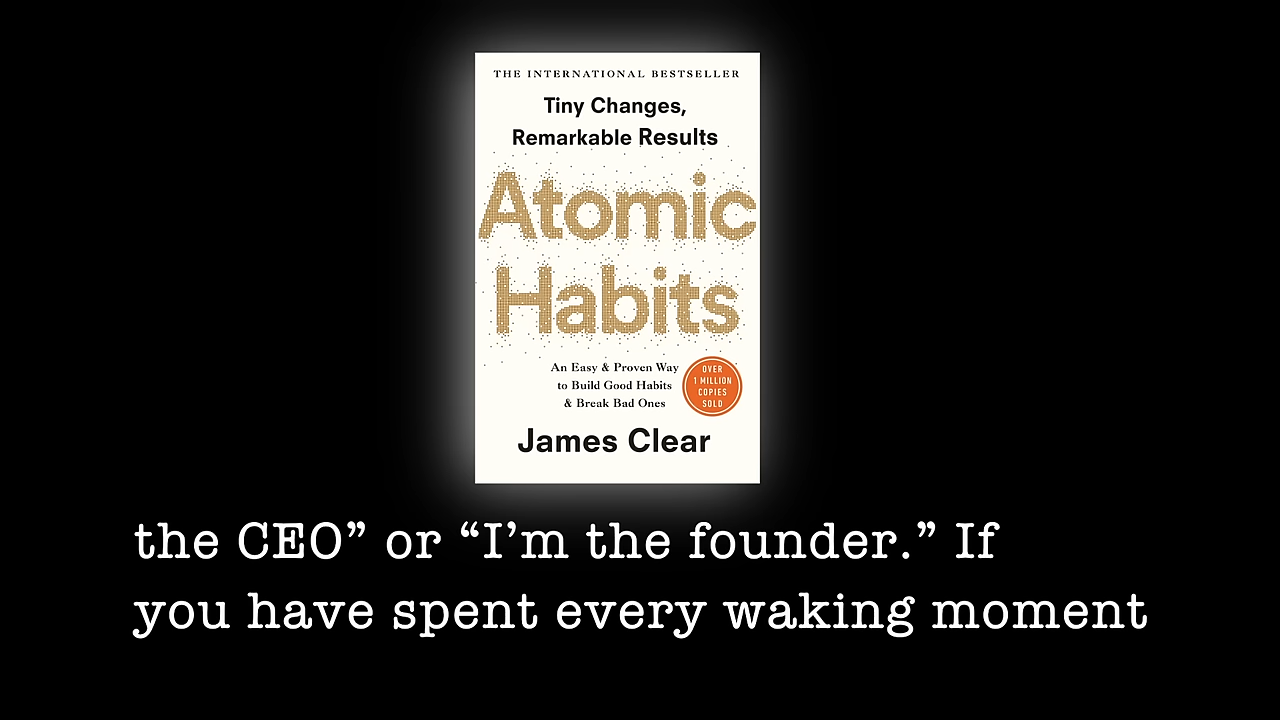 THE INTERNATIONAL BESTSELLER
Tiny Changes,
Remarkable Results
Atomic
Habits
An Easy & Proven Way
to Build Good Habits
& Break Bad Ones
OVER
1 MILLION
COPIES
SOLD
James Clear
the CEO” or “I’m the founder.” If
you have spent every waking moment